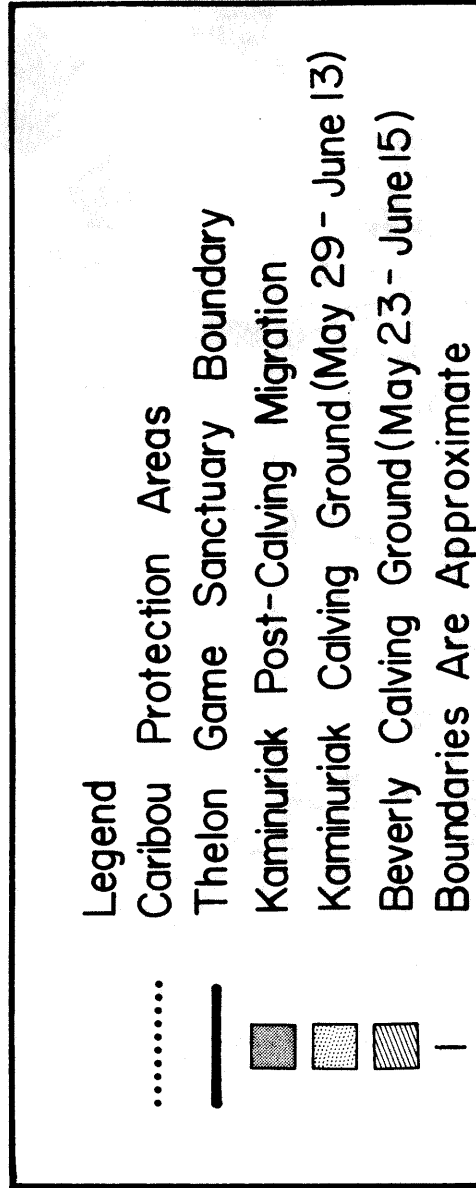 Legend
Caribou Protection Areas
Thelon Game Sanctuary Boundary
Kaminuriak Post-Calving Migration
Kaminuriak Calving Ground (May 29 - June 13)
Beverly Calving Ground (May 23 - June 15)
- Boundaries Are Approximate